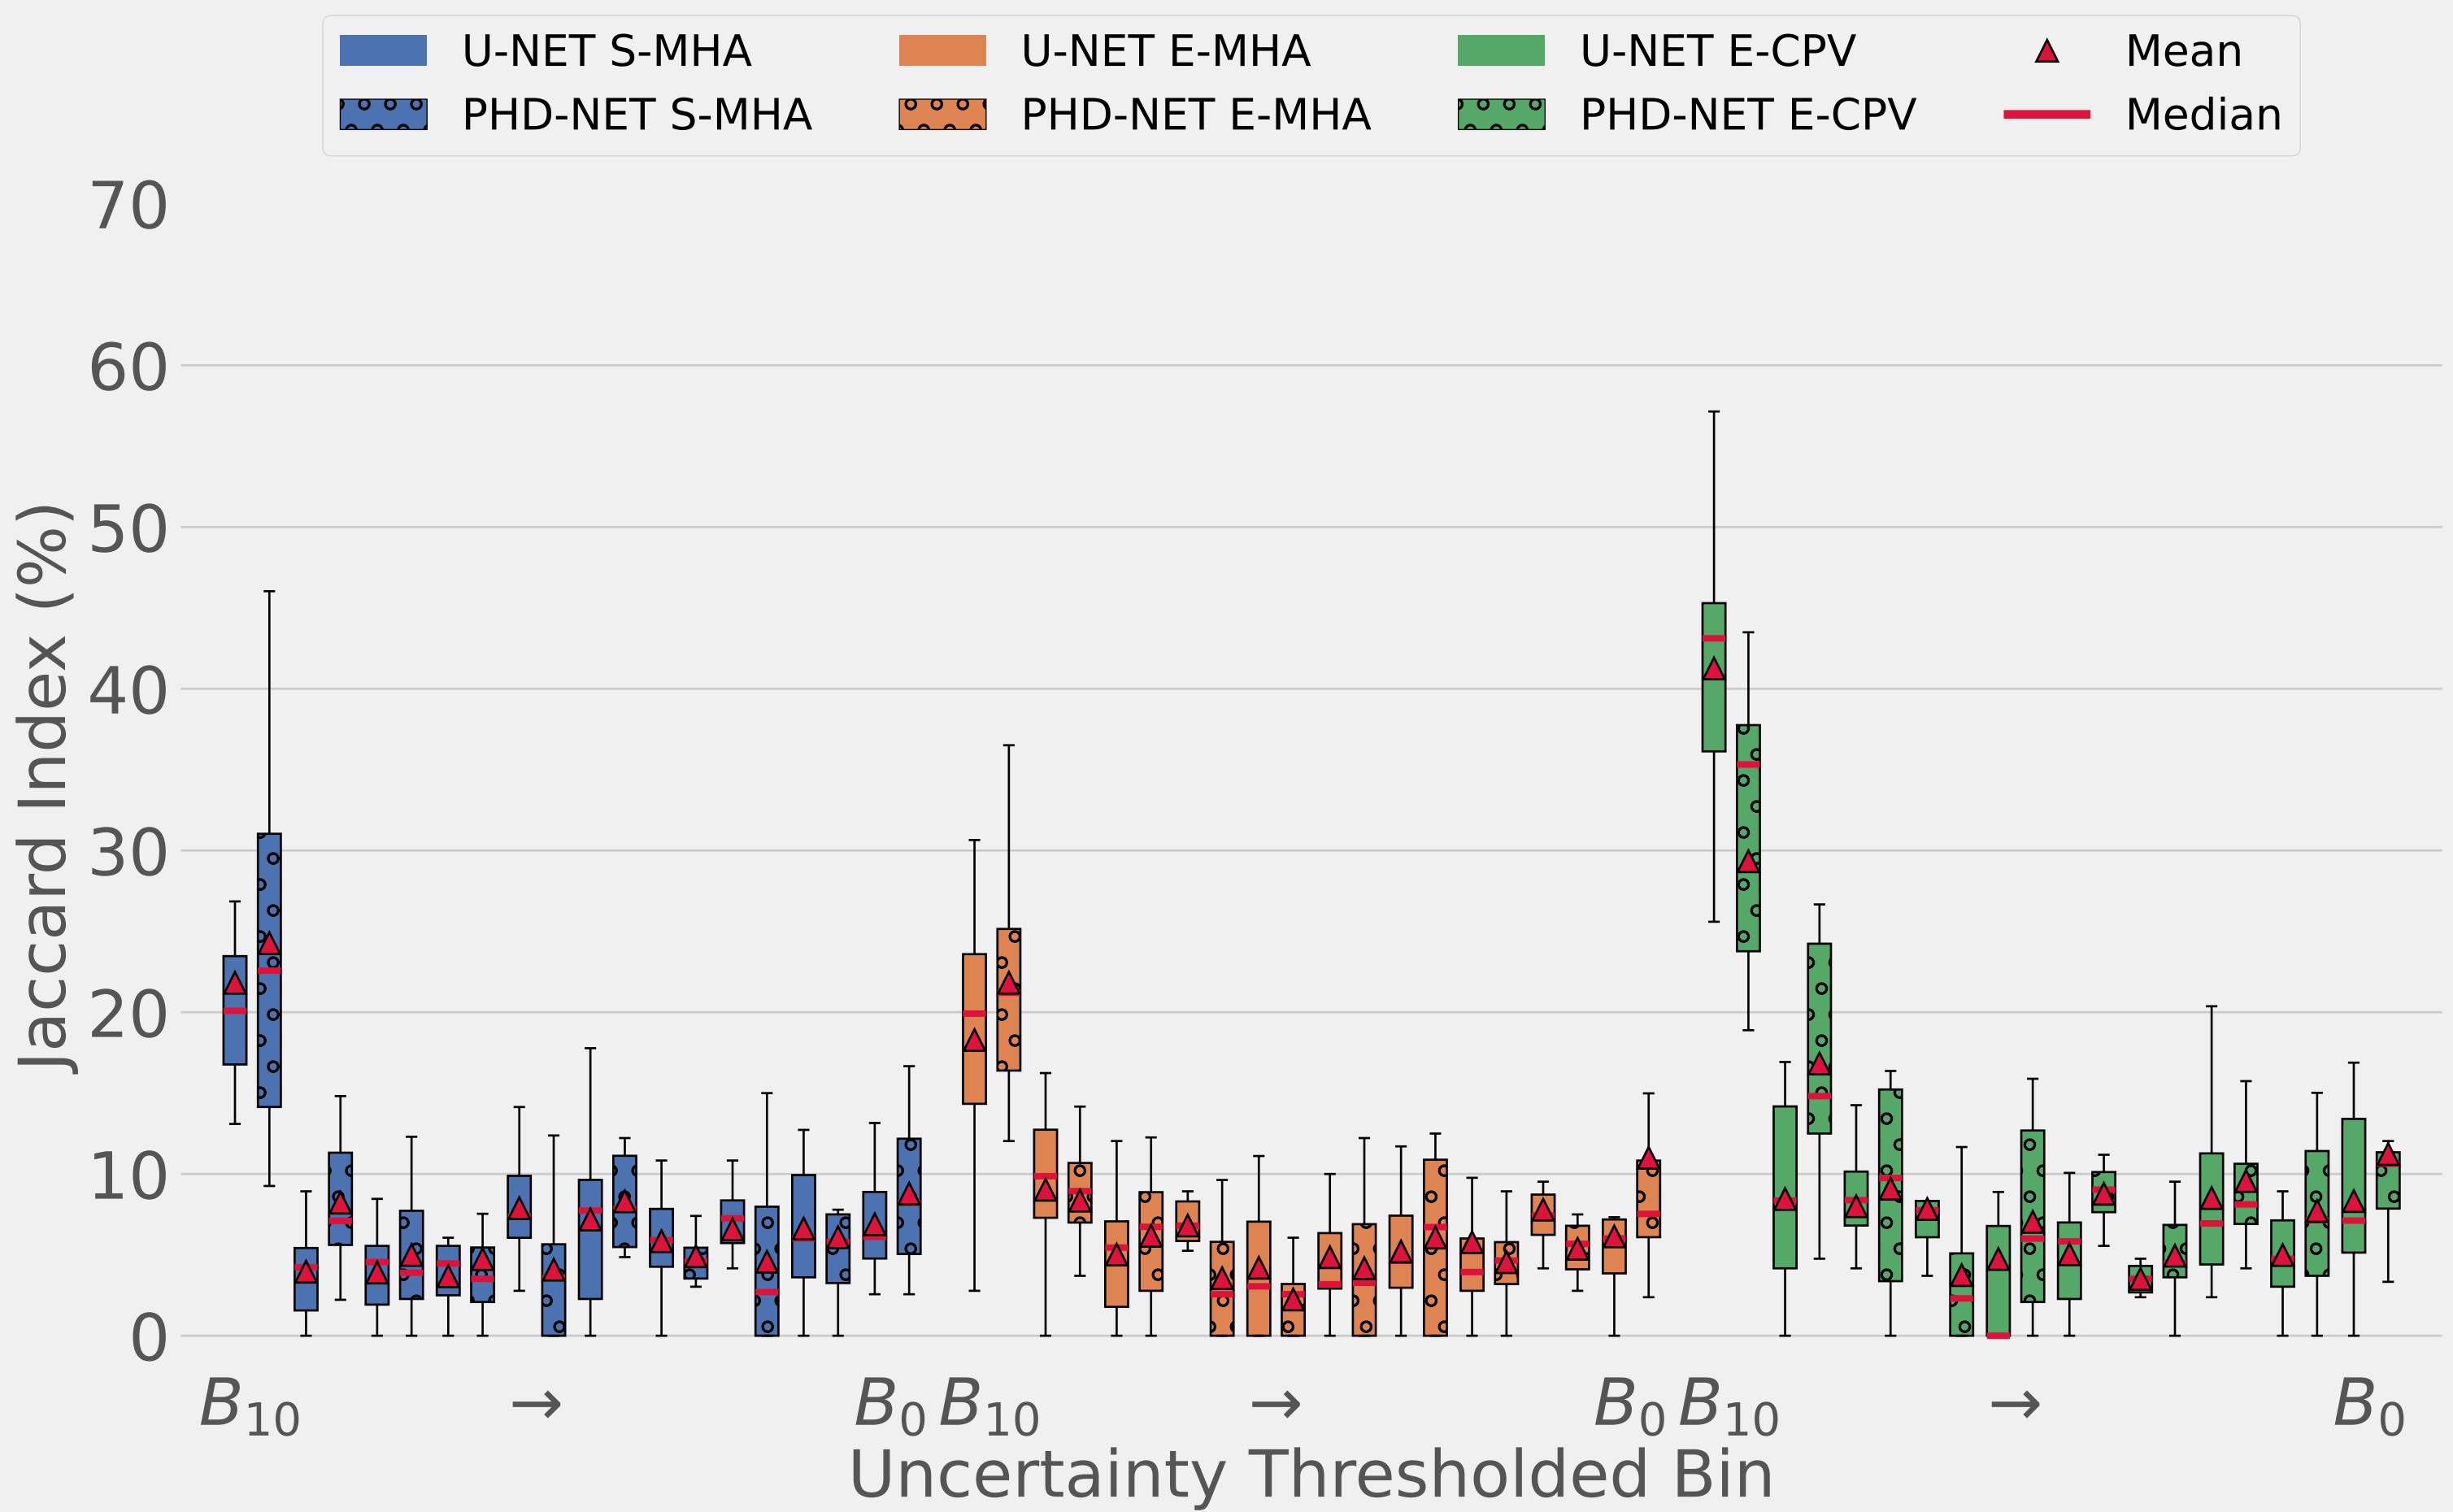 U-NET S-MHA U-NET E-MHA U-NET E-CPV Mean
PHD-NET S-MHA PHD-NET E-MHA PHD-NET E-CPV Median
70
60
50
40
30
20
10
0
Jaccard Index (%)
B10 → B0 B10 → B0 B10 → B0
Uncertainty Thresholded Bin